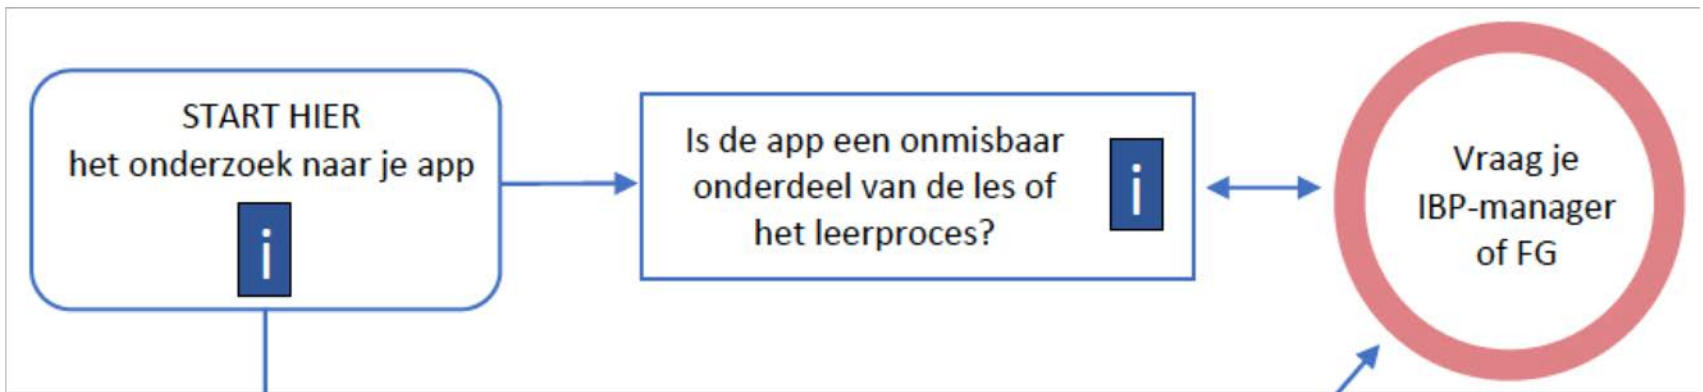 START HIER
het onderzoek naar je app
i
Is de app een onmisbaar
onderdeel van de les of
het leerproces?
i
Vraag je
IBP-manager
of FG